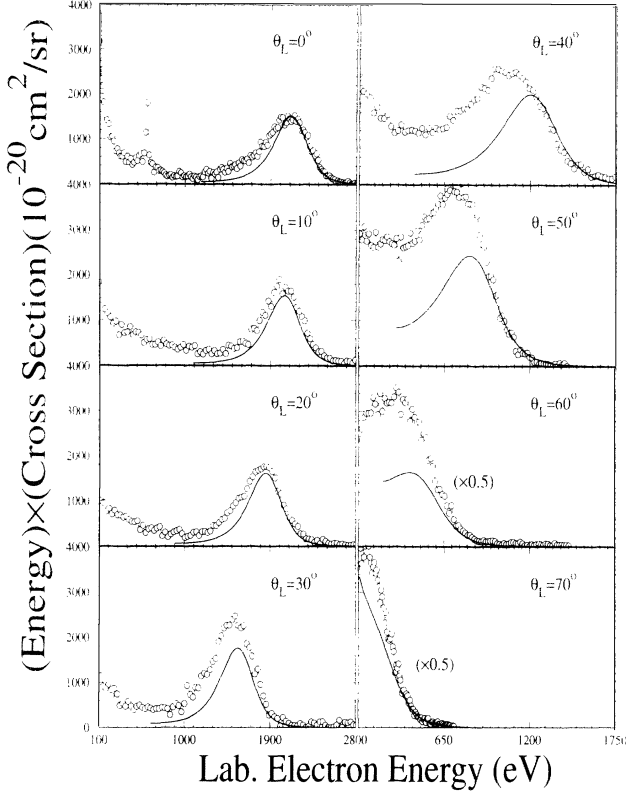 (Energy)×(Cross Section)(10⁻²⁰cm²/sr)
4000
3000
2000
1000
4000
θL=0°
θL=40°
3000
2000
1000
4000
θL=10°
θL=50°
3000
2000
1000
4000
θL=20°
θL=60°
(×0.5)
3000
2000
1000
0
θL=30°
θL=70°
(×0.5)
100 1000 1900 2800 650 1200 1750
Lab. Electron Energy (eV)